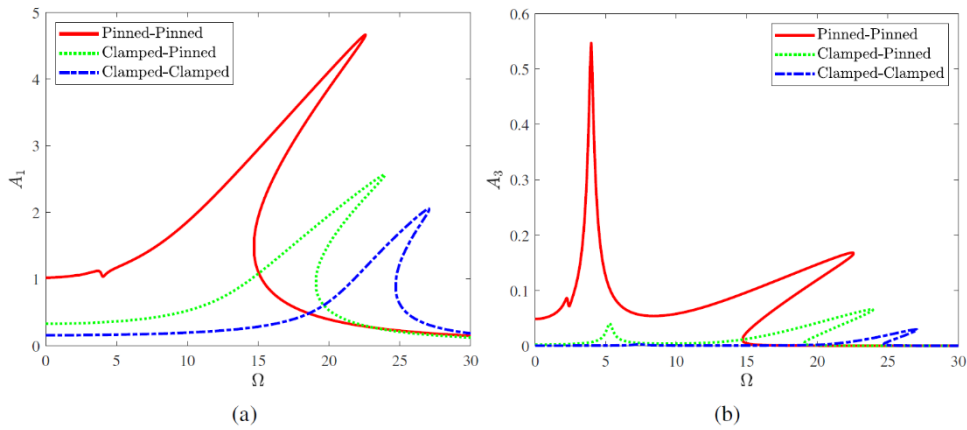 5
4
3
2
1
0
A₁
0 5 10 15 20 25 30
Ω
Pinned-Pinned
Clamped-Pinned
Clamped-Clamped
(a)
0.6
0.5
0.4
0.3
0.2
0.1
0
A₃
0 5 10 15 20 25 30
Ω
Pinned-Pinned
Clamped-Pinned
Clamped-Clamped
(b)